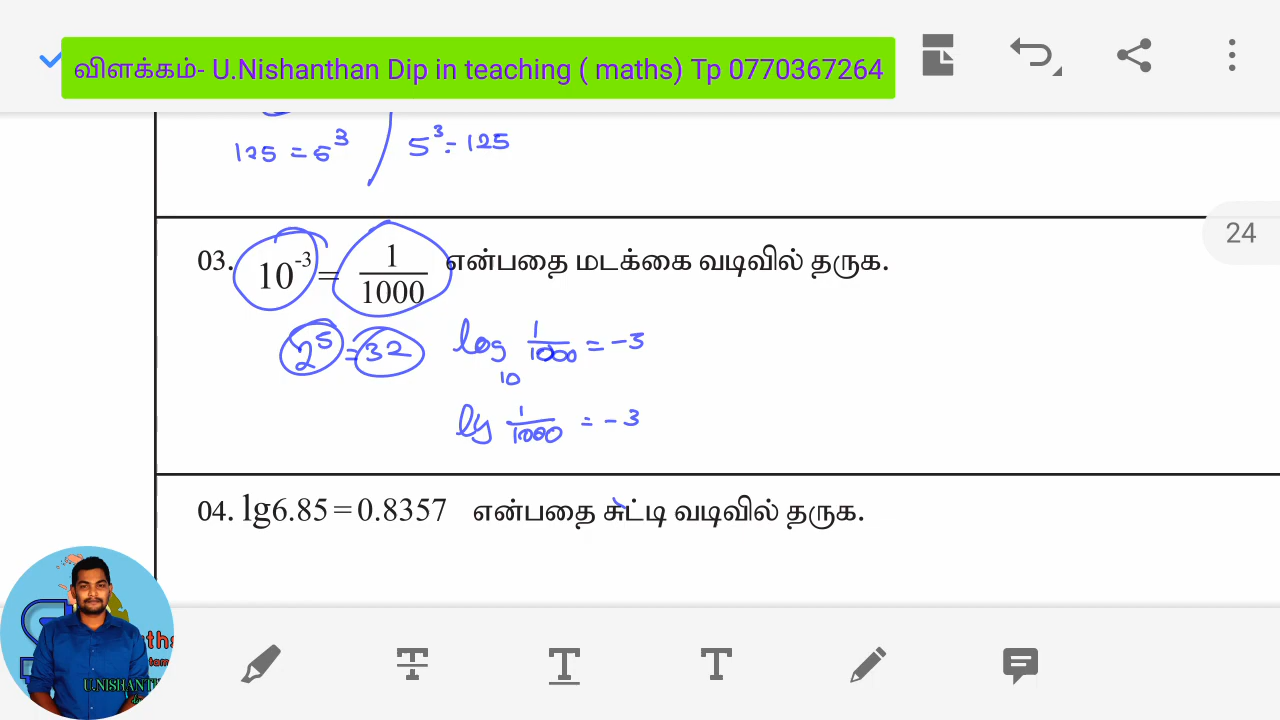 விளக்கம்- U.Nishanthan Dip in teaching ( maths) Tp 0770367264
125 = 5³ / 5³ = 125
24
03. 10⁻³ = 1/1000 என்பதை மடக்கை வடிவில் தருக.
2⁵ = 32 log₁₀ 1/1000 = -3
lg 1/1000 = -3
04. lg6.85 = 0.8357 என்பதை சுட்டி வடிவில் தருக.
U.NISHANTH